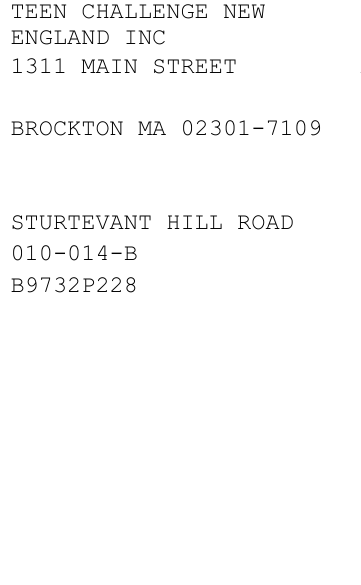 TEEN CHALLENGE NEW
ENGLAND INC
1311 MAIN STREET
BROCKTON MA 02301-7109
STURTEVANT HILL ROAD
010-014-B
B9732P228